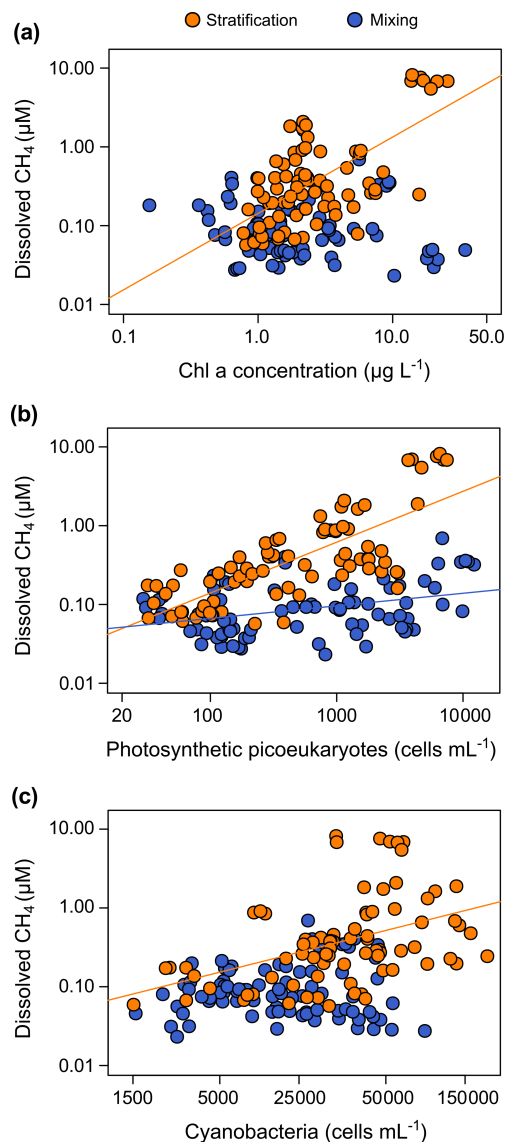 Stratification Mixing
(a)
10.00
1.00
0.10
0.01
Dissolved CH₄ (µM)
0.1 1.0 10.0 50.0
Chl a concentration (µg L⁻¹)
(b)
10.00
1.00
0.10
0.01
Dissolved CH₄ (µM)
20 100 1000 10000
Photosynthetic picoeukaryotes (cells mL⁻¹)
(c)
10.00
1.00
0.10
0.01
Dissolved CH₄ (µM)
1500 5000 25000 50000 150000
Cyanobacteria (cells mL⁻¹)